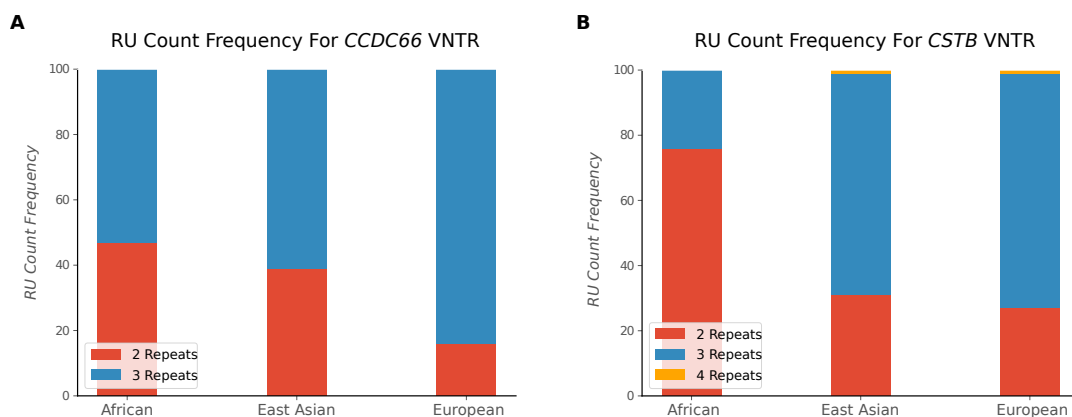 A
RU Count Frequency For CCDC66 VNTR
100
80
60
40
20
0
RU Count Frequency
2 Repeats
3 Repeats
African
East Asian
European
B
RU Count Frequency For CSTB VNTR
100
80
60
40
20
0
RU Count Frequency
2 Repeats
3 Repeats
4 Repeats
African
East Asian
European